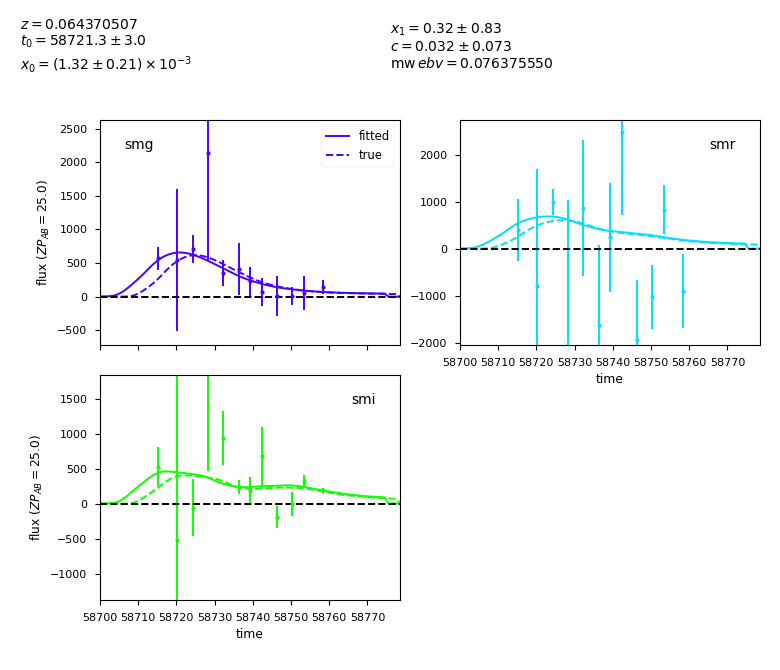 z = 0.064370507
t₀ = 58721.3 ± 3.0
x₀ = (1.32 ± 0.21) × 10⁻³
x₁ = 0.32 ± 0.83
c = 0.032 ± 0.073
mw ebv = 0.076375550
smg
fitted
true
flux (ZP_AB = 25.0)
2500
2000
1500
1000
500
0
−500
smr
2000
1000
0
−1000
−2000
58700 58710 58720 58730 58740 58750 58760 58770
time
smi
flux (ZP_AB = 25.0)
1500
1000
500
0
−500
−1000
58700 58710 58720 58730 58740 58750 58760 58770
time